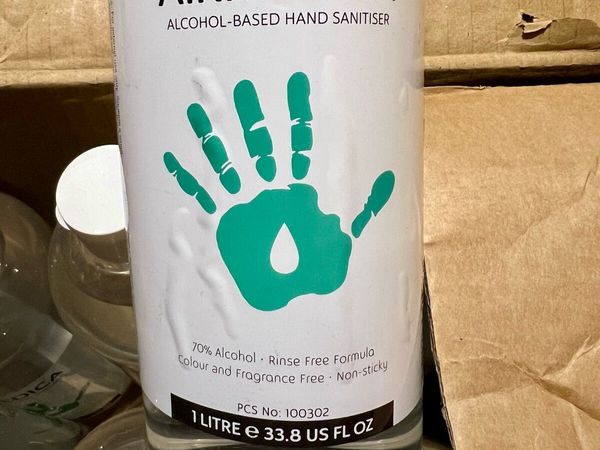 ALCOHOL-BASED HAND SANITISER
70% Alcohol · Rinse Free Formula
Colour and Fragrance Free · Non-sticky
PCS No: 100302
1 LITRE ℮ 33.8 US FL OZ